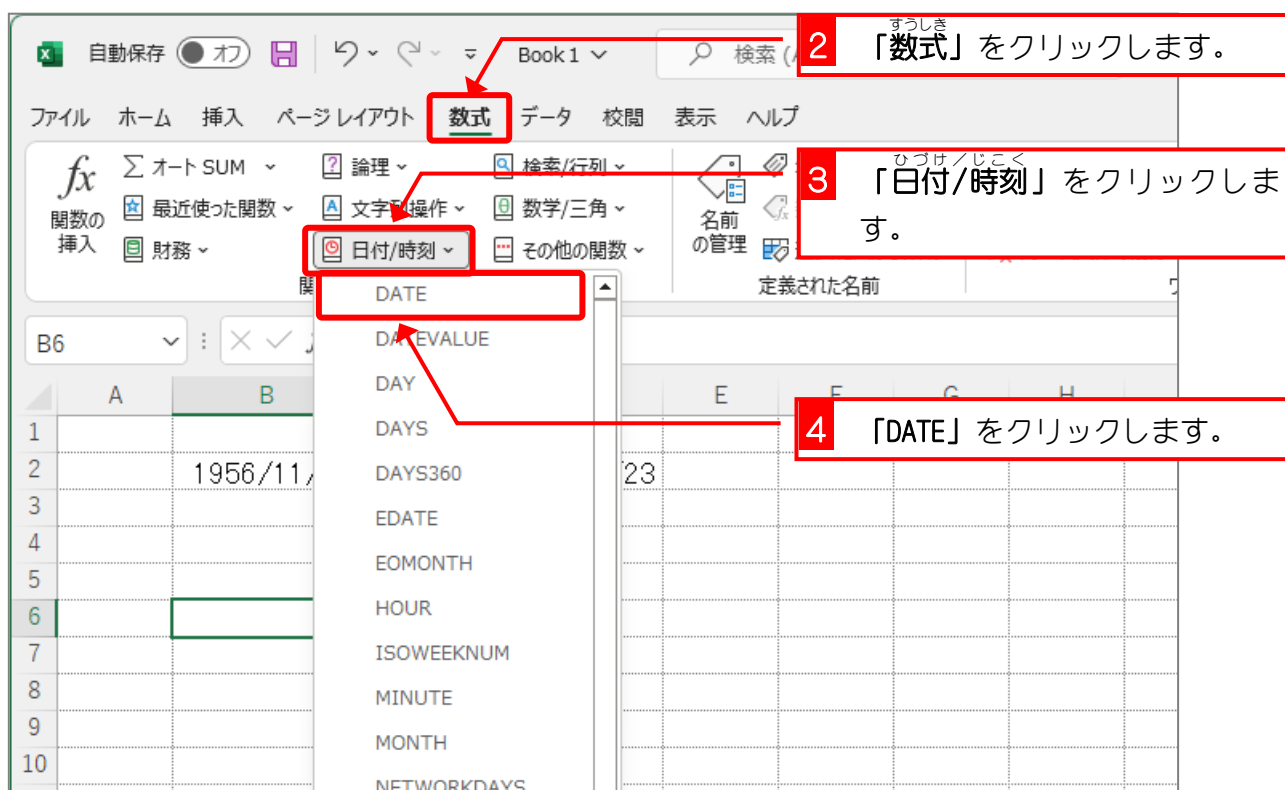 自動保存 オフ Book 1 検索 (
2 「数式」をクリックします。
すうしき
ファイル ホーム 挿入 ページ レイアウト 数式 データ 校閲 表示 ヘルプ
fx 関数の挿入
オート SUM 論理 検索/行列
最近使った関数 文字列操作 数学/三角
財務 日付/時刻 その他の関数
名前の管理
定義された名前
3 「日付/時刻」をクリックしま
ひづけ/じこく
す。
B6
DATE
DATEVALUE
DAY
DAYS
DAYS360
EDATE
EOMONTH
HOUR
ISOWEEKNUM
MINUTE
MONTH
NETWORKDAYS
4 「DATE」をクリックします。
A B E F G H
1
2 1956/11/ 23
3
4
5
6
7
8
9
10